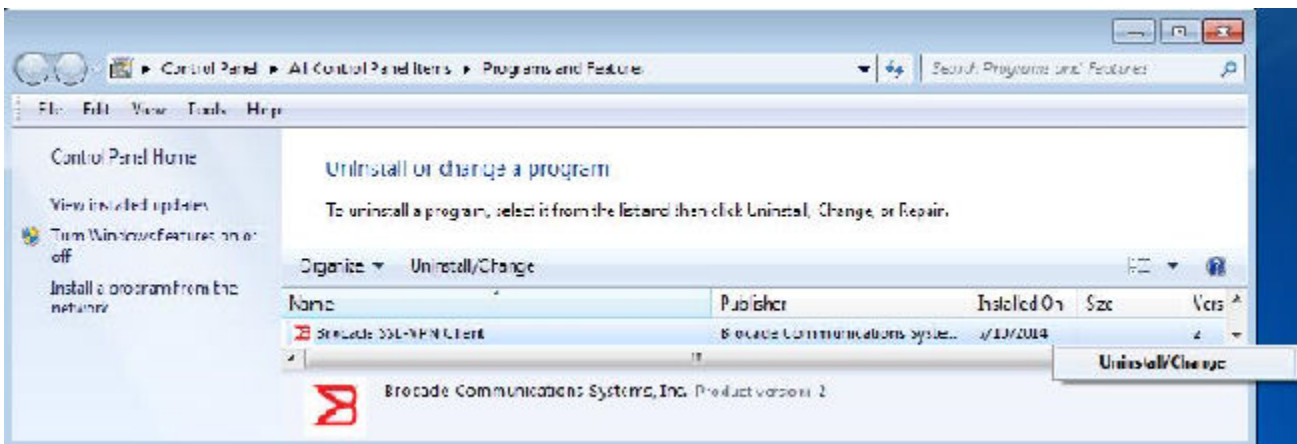 Control Panel ▸ All Control Panel Items ▸ Programs and Features
Search Programs and Features
File Edit View Tools Help
Control Panel Home
View installed updates
Turn Windows features on or
off
Install a program from the
network
Uninstall or change a program
To uninstall a program, select it from the list and then click Uninstall, Change, or Repair.
Organize Uninstall/Change
Name Publisher Installed On Size Vers
Brocade SSL-VPN Client Brocade Communications Syste... 2
Uninstall/Change
Brocade Communications Systems, Inc. Product version: 2